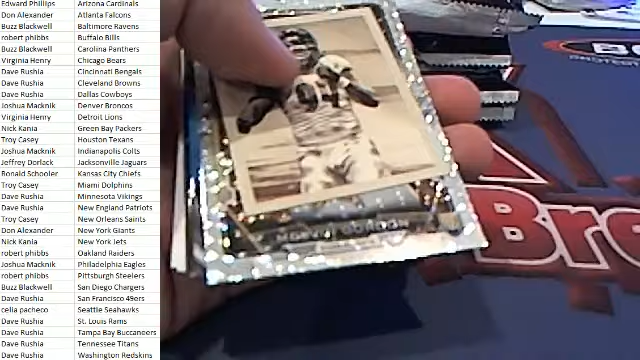 Edward Phillips Arizona Cardinals
Don Alexander Atlanta Falcons
Buzz Blackwell Baltimore Ravens
robert phibbs Buffalo Bills
Buzz Blackwell Carolina Panthers
Virginia Henry Chicago Bears
Dave Rushia Cincinnati Bengals
Dave Rushia Cleveland Browns
Dave Rushia Dallas Cowboys
Joshua Macknik Denver Broncos
Virginia Henry Detroit Lions
Nick Kania Green Bay Packers
Troy Casey Houston Texans
Joshua Macknik Indianapolis Colts
Jeffrey Dorlack Jacksonville Jaguars
Ronald Schooler Kansas City Chiefs
Troy Casey Miami Dolphins
Dave Rushia Minnesota Vikings
Dave Rushia New England Patriots
Troy Casey New Orleans Saints
Don Alexander New York Giants
Nick Kania New York Jets
robert phibbs Oakland Raiders
Joshua Macknik Philadelphia Eagles
robert phibbs Pittsburgh Steelers
Buzz Blackwell San Diego Chargers
Dave Rushia San Francisco 49ers
celia pacheco Seattle Seahawks
Dave Rushia St. Louis Rams
Dave Rushia Tampa Bay Buccaneers
Dave Rushia Tennessee Titans
Dave Rushia Washington Redskins
GORDON
Bre